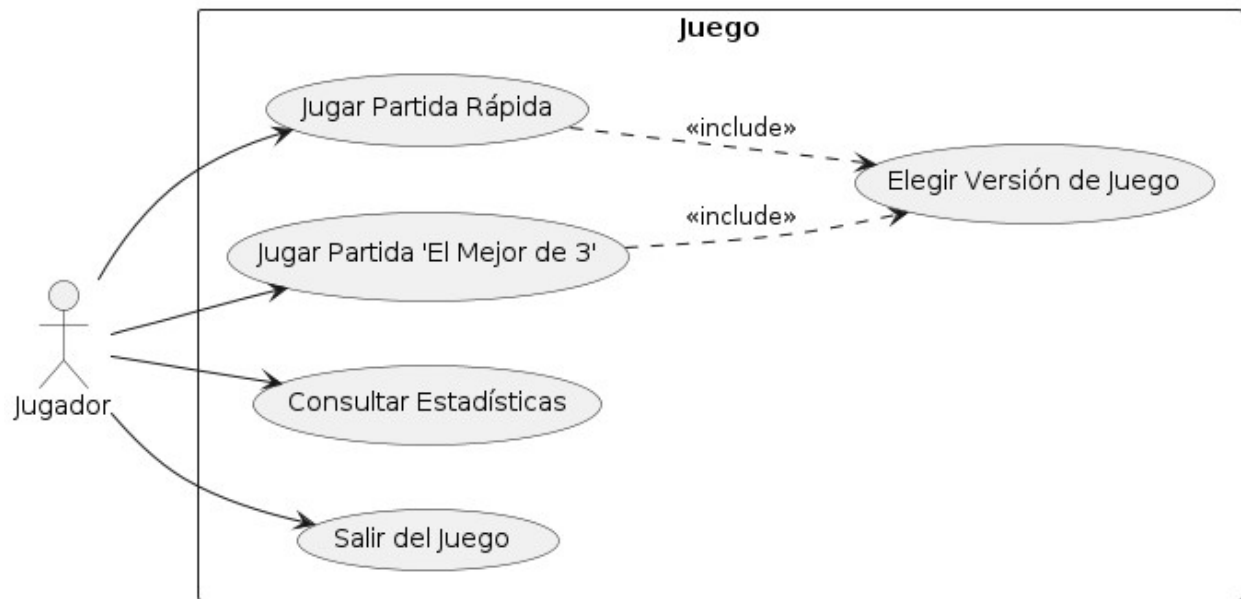 Juego
Jugar Partida Rápida
«include»
Elegir Versión de Juego
«include»
Jugar Partida 'El Mejor de 3'
Consultar Estadísticas
Jugador
Salir del Juego